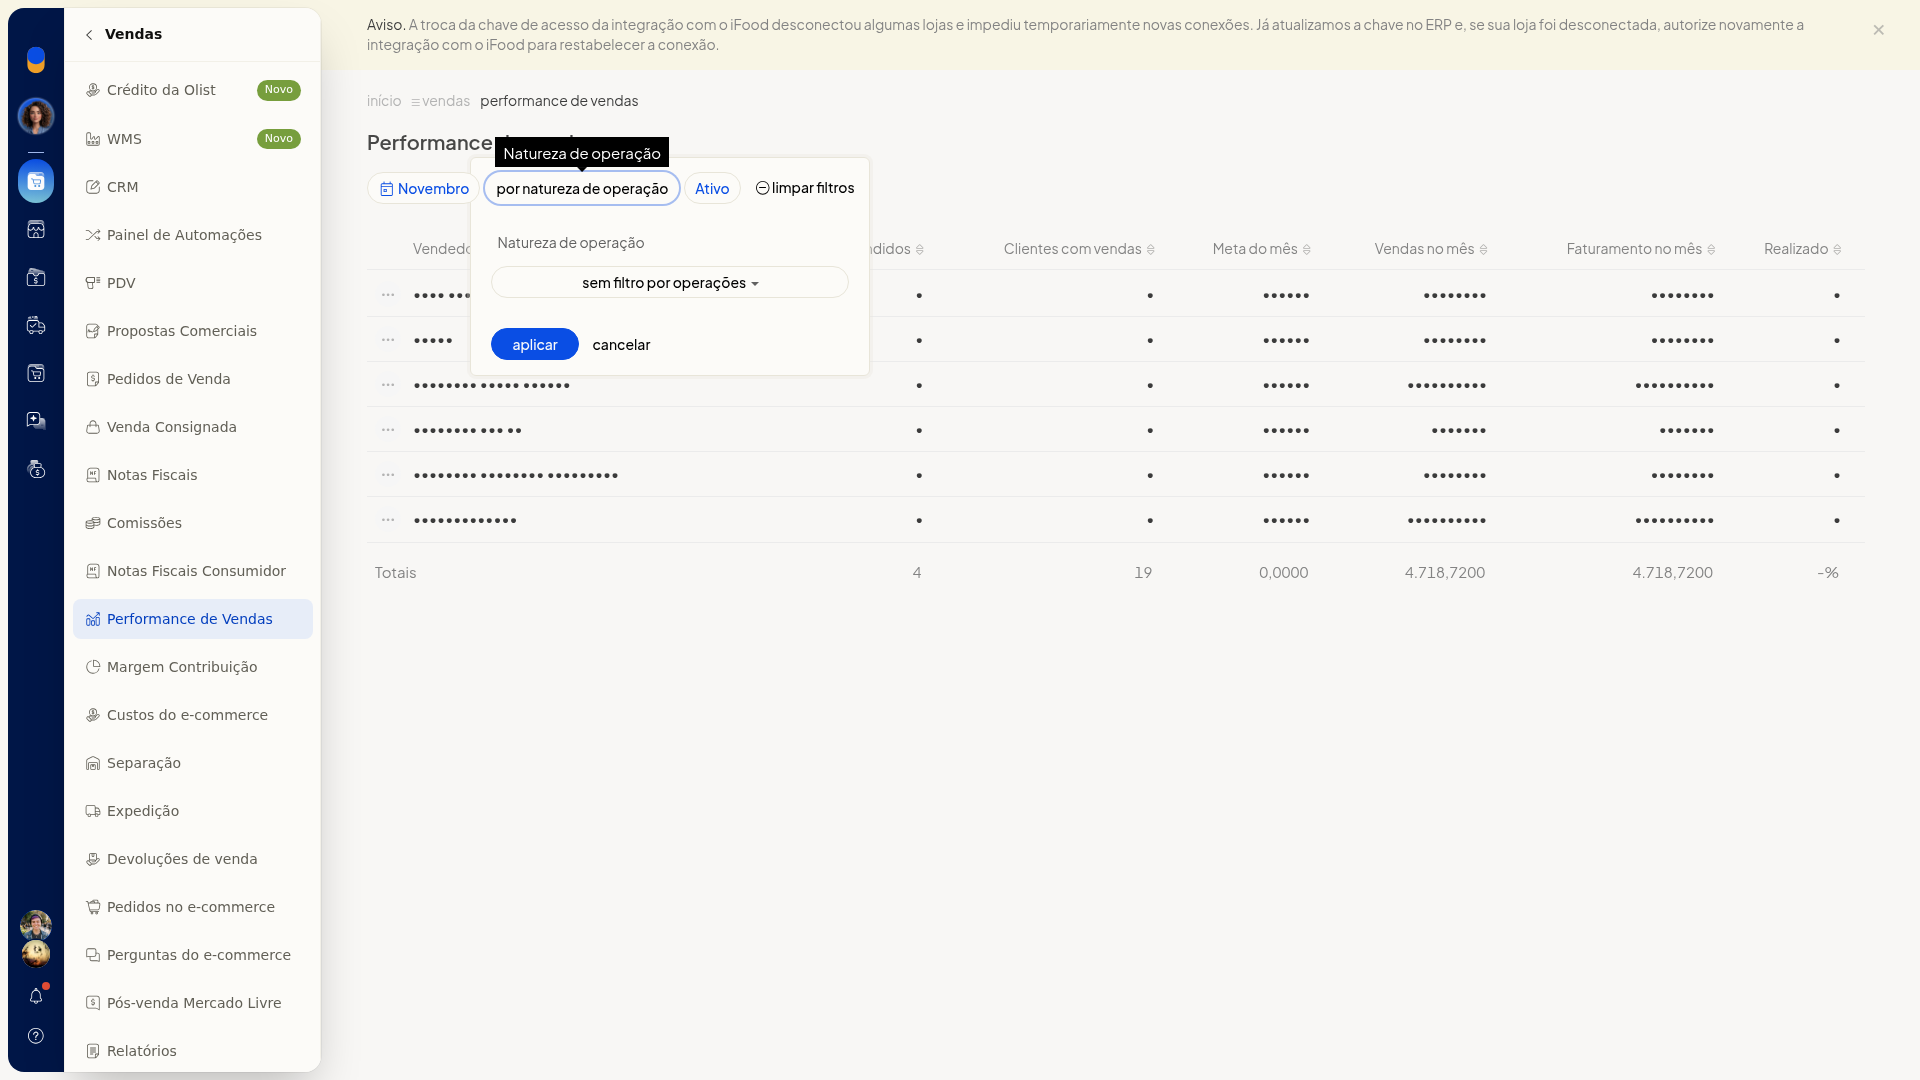 Vendas
Crédito da Olist Novo
WMS Novo
CRM
Painel de Automações
PDV
Propostas Comerciais
Pedidos de Venda
Venda Consignada
Notas Fiscais
Comissões
Notas Fiscais Consumidor
Performance de Vendas
Margem Contribuição
Custos do e-commerce
Separação
Expedição
Devoluções de venda
Pedidos no e-commerce
Perguntas do e-commerce
Pós-venda Mercado Livre
Relatórios
Aviso. A troca da chave de acesso da integração com o iFood desconectou algumas lojas e impediu temporariamente novas conexões. Já atualizamos a chave no ERP e, se sua loja foi desconectada, autorize novamente a
integração com o iFood para restabelecer a conexão.
início vendas performance de vendas
Performance
Natureza de operação
Novembro por natureza de operação Ativo limpar filtros
Natureza de operação
sem filtro por operações
aplicar cancelar
Clientes com vendas Meta do mês Vendas no mês Faturamento no mês Realizado
Totais 4 19 0,0000 4.718,7200 4.718,7200 -%